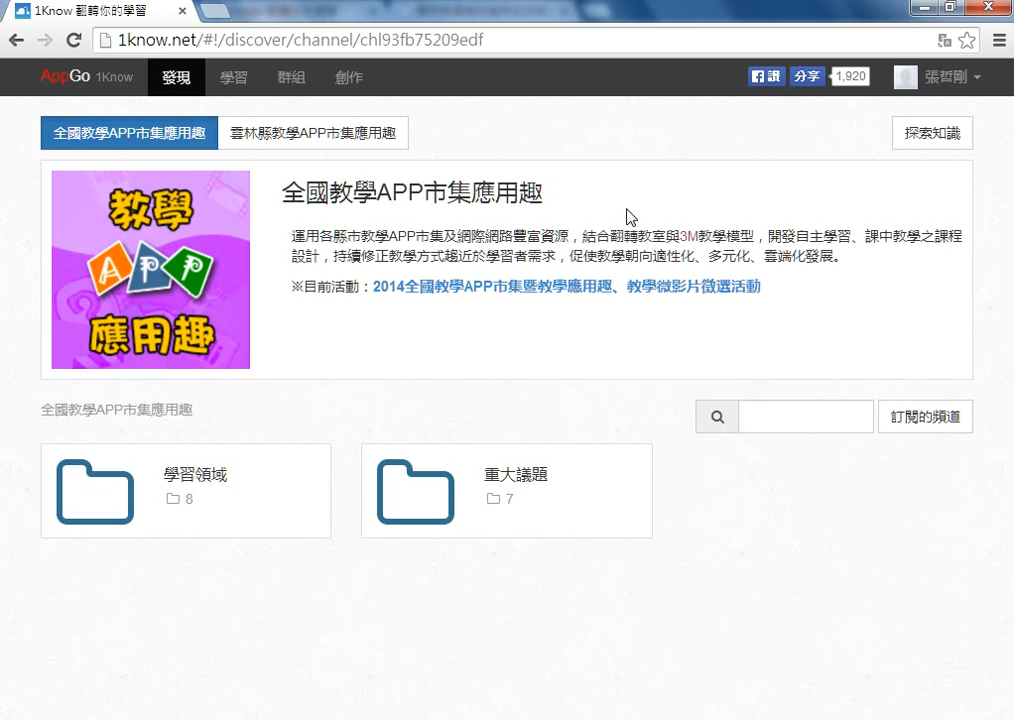 1Know 翻轉你的學習
1know.net/#!/discover/channel/chl93fb75209edf
AppGo 1Know 發現 學習 群組 創作 讚 分享 1,920 張哲剛
全國教學APP市集應用趣 雲林縣教學APP市集應用趣 探索知識
教學
APP
應用趣
全國教學APP市集應用趣
運用各縣市教學APP市集及網際網路豐富資源，結合翻轉教室與3M教學模型，開發自主學習、課中教學之課程
設計，持續修正教學方式趨近於學習者需求，促使教學朝向適性化、多元化、雲端化發展。
※目前活動：2014全國教學APP市集暨教學應用趣、教學微影片徵選活動
全國教學APP市集應用趣 訂閱的頻道
學習領域
8
重大議題
7